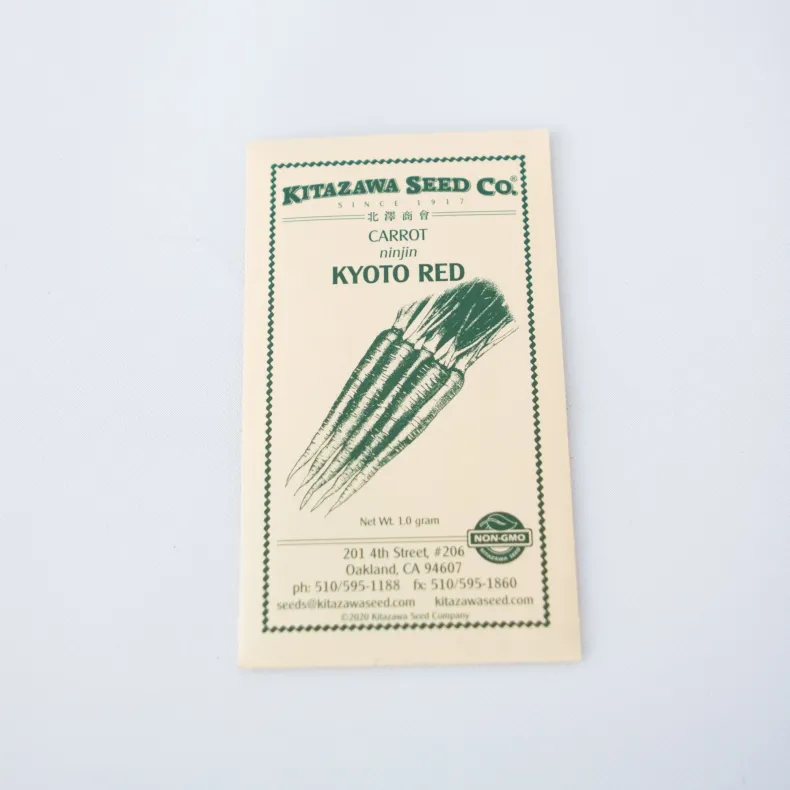 KITAZAWA SEED CO.®
SINCE 1917
北澤商會
CARROT
ninjin
KYOTO RED
Net Wt. 1.0 gram
NON-GMO
KITAZAWA SEED
201 4th Street, #206
Oakland, CA 94607
ph: 510/595-1188 fx: 510/595-1860
seeds@kitazawaseed.com kitazawaseed.com
©2020 Kitazawa Seed Company